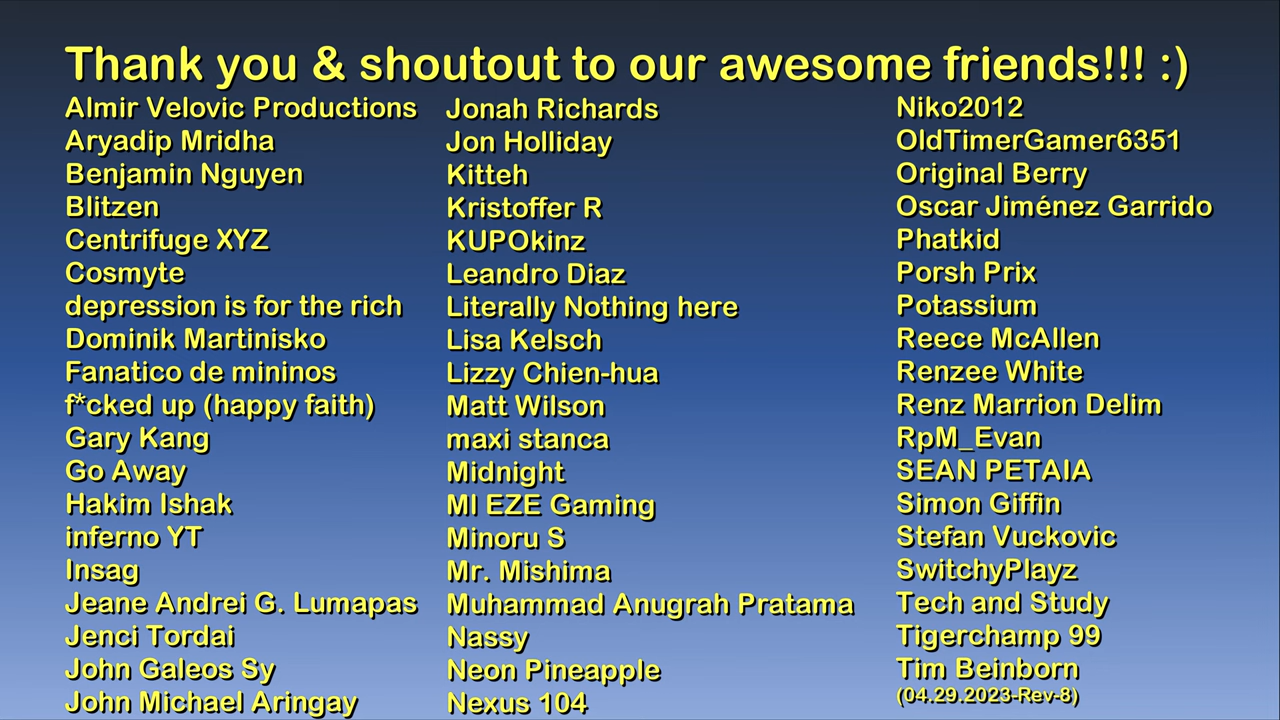 Thank you & shoutout to our awesome friends!!! :)
Almir Velovic Productions
Aryadip Mridha
Benjamin Nguyen
Blitzen
Centrifuge XYZ
Cosmyte
depression is for the rich
Dominik Martinisko
Fanatico de mininos
f*cked up (happy faith)
Gary Kang
Go Away
Hakim Ishak
inferno YT
Insag
Jeane Andrei G. Lumapas
Jenci Tordai
John Galeos Sy
John Michael Aringay
Jonah Richards
Jon Holliday
Kitteh
Kristoffer R
KUPOkinz
Leandro Diaz
Literally Nothing here
Lisa Kelsch
Lizzy Chien-hua
Matt Wilson
maxi stanca
Midnight
MI EZE Gaming
Minoru S
Mr. Mishima
Muhammad Anugrah Pratama
Nassy
Neon Pineapple
Nexus 104
Niko2012
OldTimerGamer6351
Original Berry
Oscar Jiménez Garrido
Phatkid
Porsh Prix
Potassium
Reece McAllen
Renzee White
Renz Marrion Delim
RpM_Evan
SEAN PETAIA
Simon Giffin
Stefan Vuckovic
SwitchyPlayz
Tech and Study
Tigerchamp 99
Tim Beinborn
(04.29.2023-Rev-8)